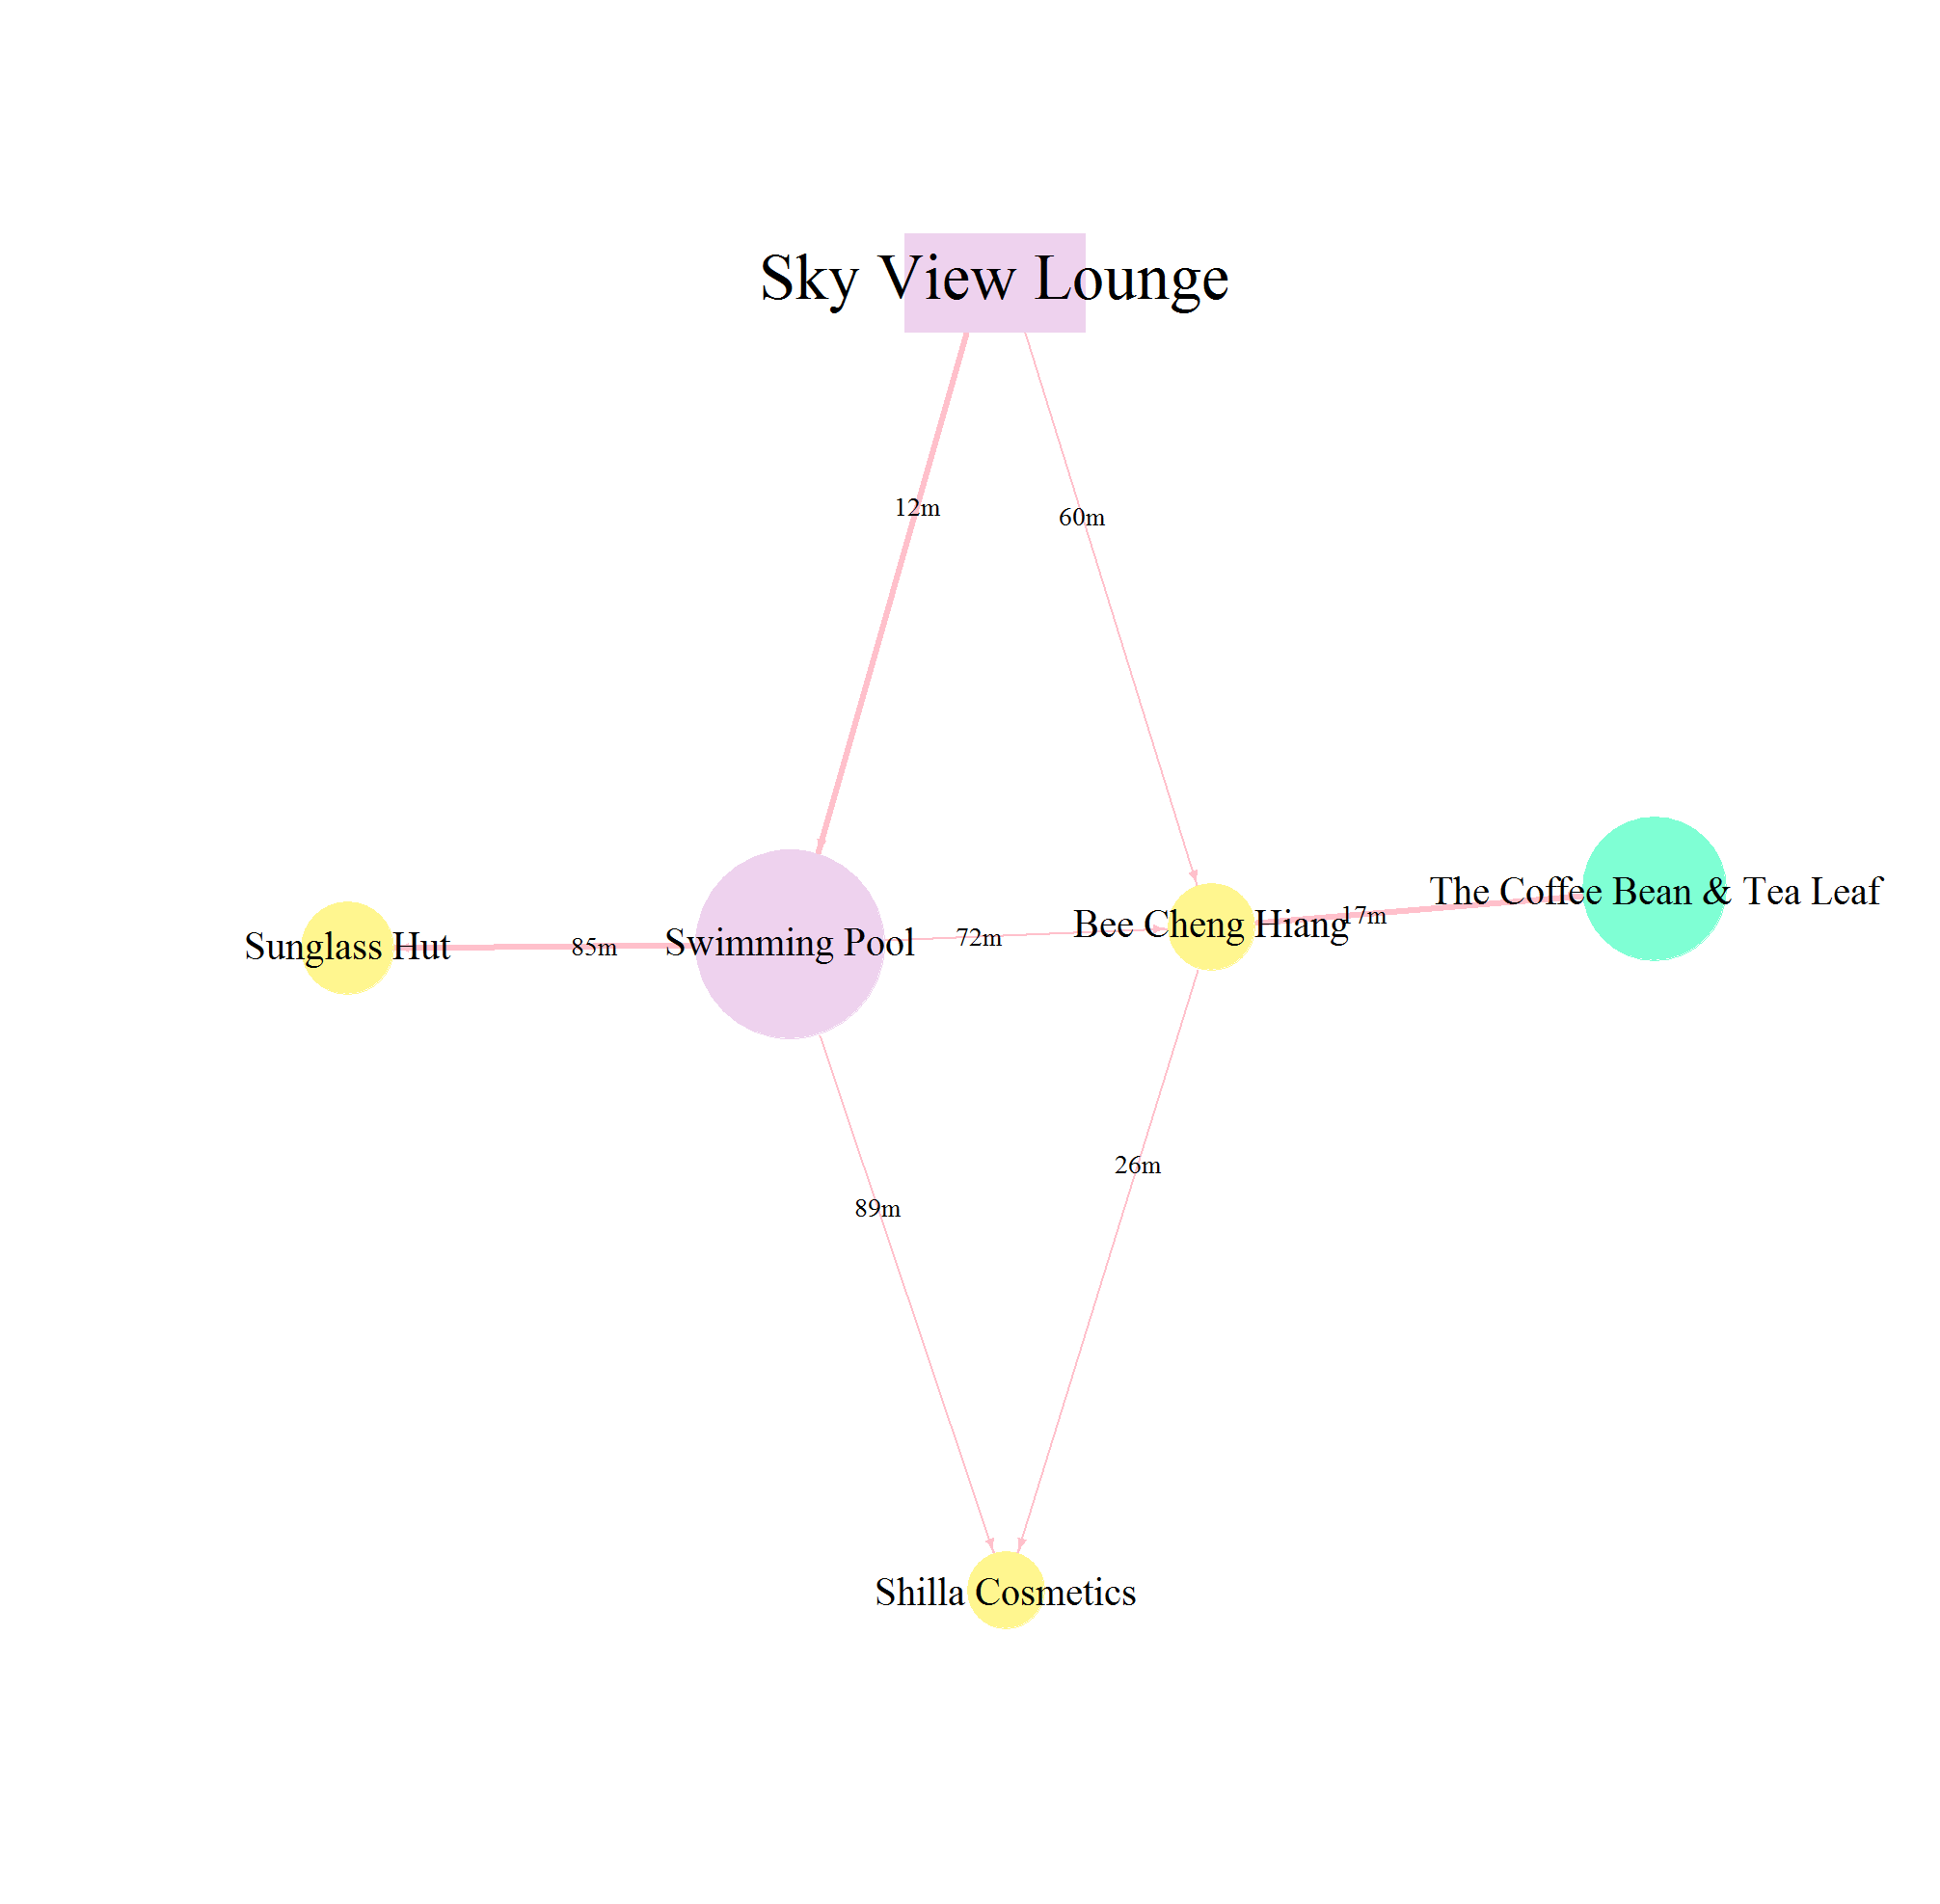 Sky View Lounge
12m
60m
The Coffee Bean & Tea Leaf
17m
Bee Cheng Hiang
72m
Swimming Pool
85m
Sunglass Hut
26m
89m
Shilla Cosmetics